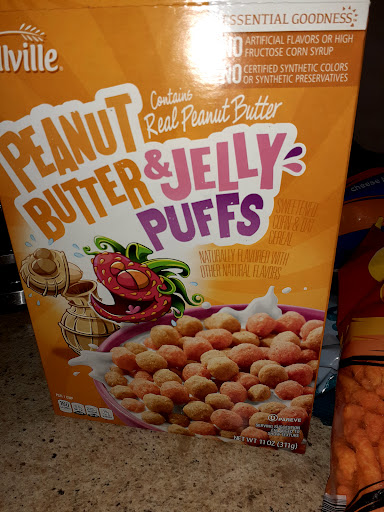 ESSENTIAL GOODNESS
NO ARTIFICIAL FLAVORS OR HIGH
FRUCTOSE CORN SYRUP
NO CERTIFIED SYNTHETIC COLORS
OR SYNTHETIC PRESERVATIVES
llville
Contains
Real Peanut Butter
PEANUT
BUTTER
& JELLY
PUFFS
SWEETENED
CORN & OAT
CEREAL
NATURALLY FLAVORED WITH
OTHER NATURAL FLAVORS
PAREVE
NET WT 11 OZ (311g)
cheese